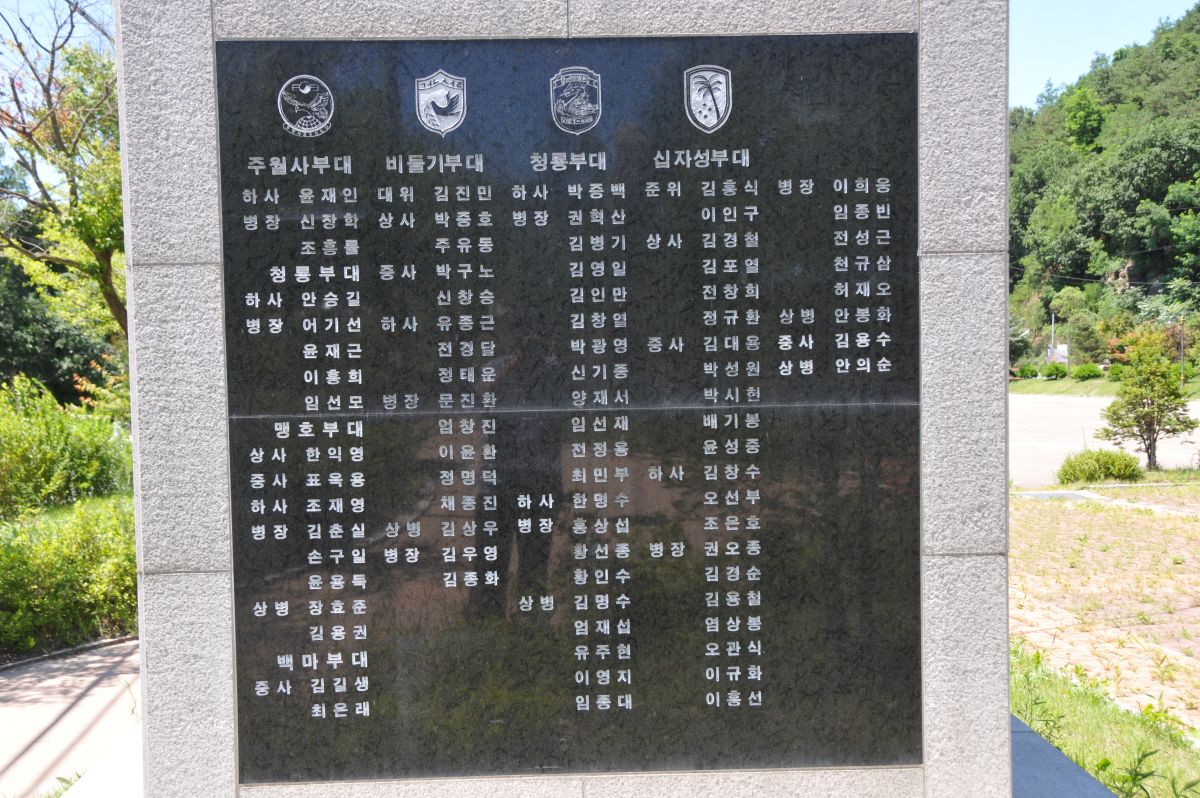 주월사부대
하사 윤재인
병장 신장학
조흥률
청룡부대
하사 안승길
병장 어기선
윤재근
이흥희
임선모
맹호부대
상사 한익영
중사 표옥용
하사 조재영
병장 김춘실
손구일
윤용득
상병 장효준
김용권
백마부대
중사 김길생
최은래
비둘기부대
대위 김진민
상사 박중호
주유동
중사 박구노
신창승
하사 유종근
전경달
정태운
병장 문진환
엄창진
이윤환
정명덕
채종진
상병 김상우
병장 김우영
김종화
청룡부대
하사 박증백
병장 권혁산
김병기
김영일
김인만
김창열
박광영
신기종
양재서
임선재
전정웅
최민부
하사 한명수
병장 홍상섭
황선종
황인수
상병 김명수
엄재섭
유주현
이영지
임종대
십자성부대
준위 김홍식
이인구
상사 김경철
김포열
전창희
정규환
중사 김대용
박성원
박시현
배기봉
윤성중
하사 김창수
오선부
조은호
병장 권오종
김경순
김용철
염상봉
오관식
이규화
이흥선
병장 이희웅
임종빈
전성근
천규삼
허재오
상병 안봉화
중사 김용수
상병 안의순